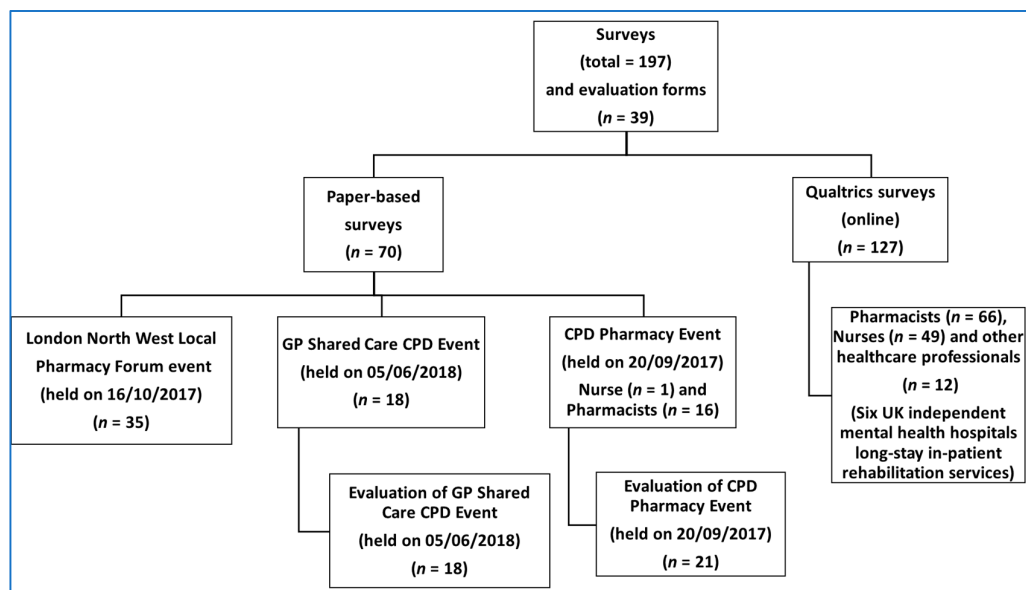 Surveys
(total = 197)
and evaluation forms
(n = 39)
Paper-based
surveys
(n = 70)
Qualtrics surveys
(online)
n = 127)
London North West Local
Pharmacy Forum event
(held on 16/10/2017)
(n = 35)
GP Shared Care CPD Event
(held on 05/06/2018)
(n = 18)
CPD Pharmacy Event
(held on 20/09/2017)
Nurse (n = 1) and
Pharmacists (n = 16)
Pharmacists (n = 66),
Nurses (n = 49) and other
healthcare professionals
(n = 12)
(Six UK independent
mental health hospitals
long-stay in-patient
rehabilitation services)
Evaluation of GP Shared
Care CPD Event
(held on 05/06/2018)
(n = 18)
Evaluation of CPD
Pharmacy Event
(held on 20/09/2017)
(n = 21)